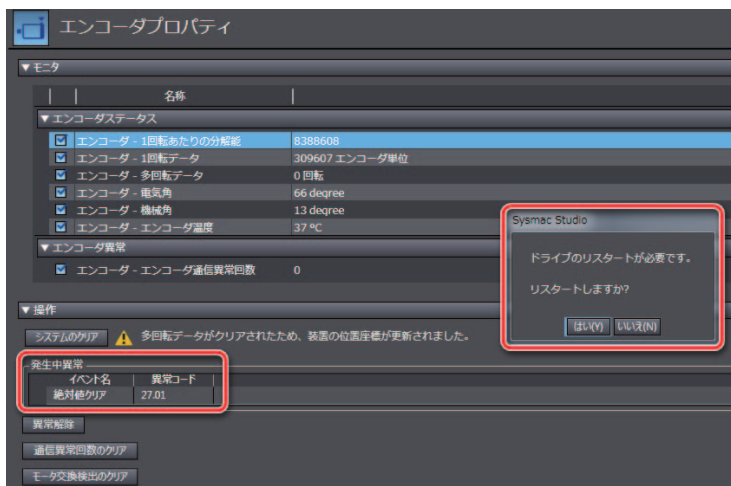 エンコーダプロパティ
▼モニタ
名称
▼エンコーダステータス
エンコーダ - 1回転あたりの分解能 8388608
エンコーダ - 1回転データ 309607 エンコーダ単位
エンコーダ - 多回転データ 0 回転
エンコーダ - 電気角 66 degree
エンコーダ - 機械角 13 degree
エンコーダ - エンコーダ温度 37 ºC
▼エンコーダ異常
エンコーダ - エンコーダ通信異常回数 0
Sysmac Studio
ドライブのリスタートが必要です。
リスタートしますか?
はい(Y) いいえ(N)
▼操作
システムのクリア 多回転データがクリアされたため、装置の位置座標が更新されました。
発生中異常
イベント名 異常コード
絶対値クリア 27.01
異常解除
通信異常回数のクリア
モータ交換検出のクリア